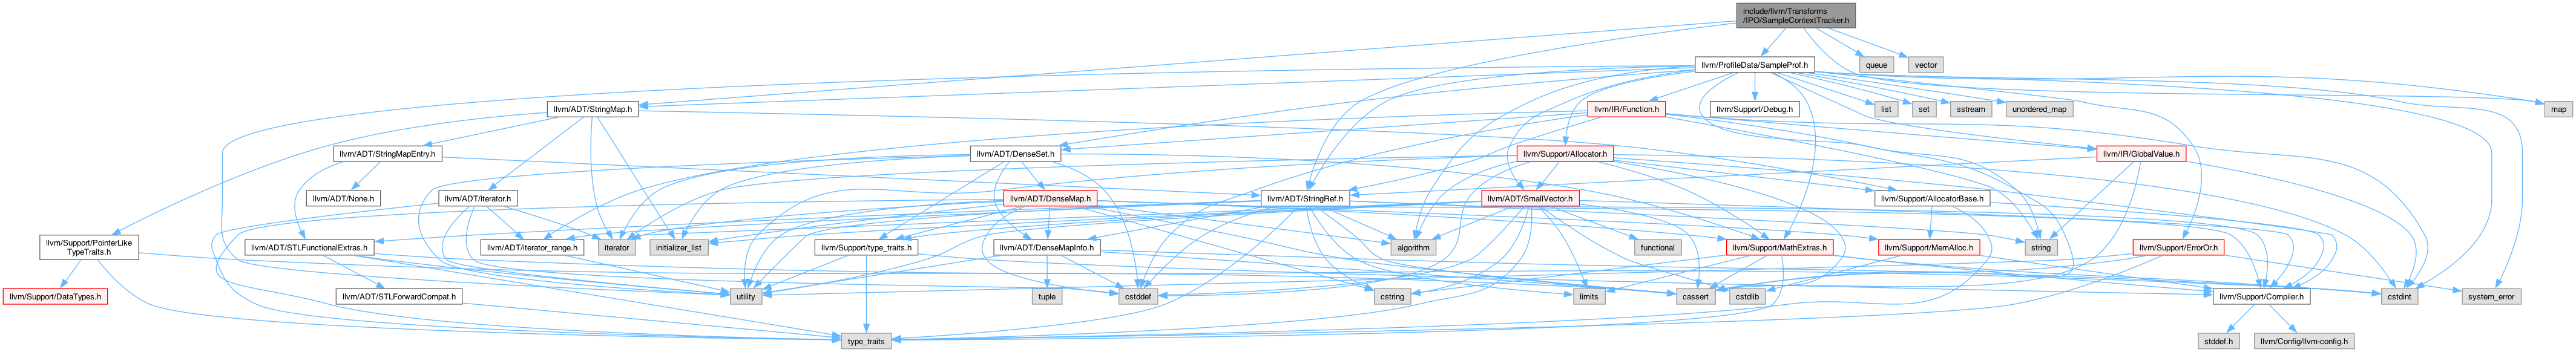 include/llvm/Transforms
/IPO/SampleContextTracker.h
llvm/ProfileData/SampleProf.h
queue
vector
llvm/ADT/StringMap.h
llvm/IR/Function.h
llvm/Support/Debug.h
list
set
sstream
unordered_map
map
llvm/ADT/StringMapEntry.h
llvm/ADT/DenseSet.h
llvm/Support/Allocator.h
llvm/IR/GlobalValue.h
llvm/ADT/None.h
llvm/ADT/iterator.h
llvm/ADT/DenseMap.h
llvm/ADT/StringRef.h
llvm/ADT/SmallVector.h
llvm/Support/AllocatorBase.h
llvm/Support/PointerLike
TypeTraits.h
llvm/ADT/STLFunctionalExtras.h
llvm/ADT/iterator_range.h
iterator
initializer_list
llvm/Support/type_traits.h
llvm/ADT/DenseMapInfo.h
algorithm
functional
llvm/Support/MathExtras.h
llvm/Support/MemAlloc.h
string
llvm/Support/ErrorOr.h
llvm/Support/DataTypes.h
llvm/ADT/STLForwardCompat.h
utility
tuple
cstddef
cstring
limits
cassert
cstdlib
llvm/Support/Compiler.h
cstdint
system_error
type_traits
stddef.h
llvm/Config/llvm-config.h